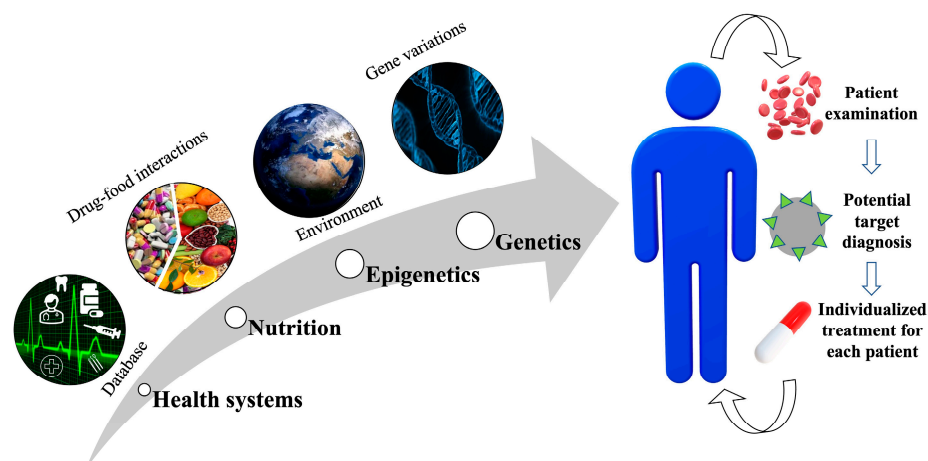 Gene variations
Drug-food interactions
Environment
Database
Genetics
Epigenetics
Nutrition
Health systems
Patient
examination
Potential
target
diagnosis
Individualized
treatment for
each patient